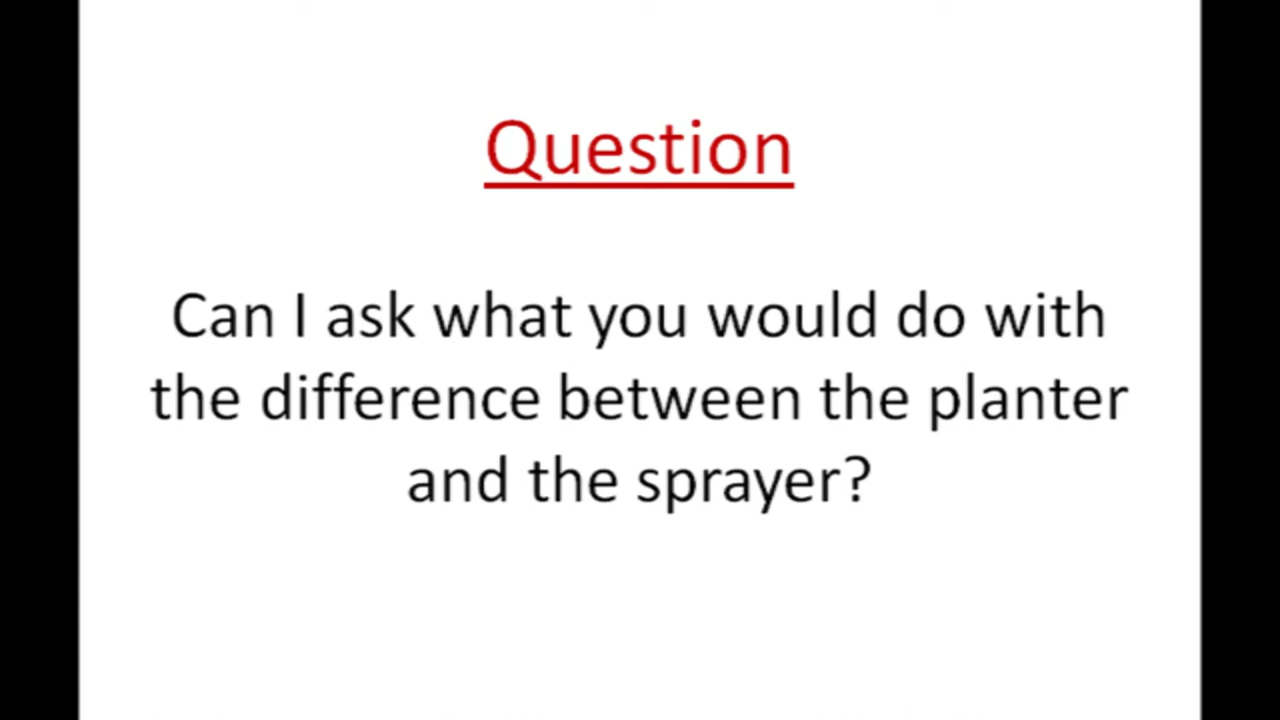 Question
Can I ask what you would do with
the difference between the planter
and the sprayer?